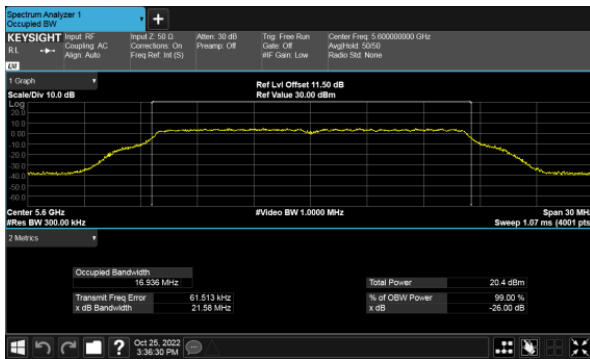 Spectrum Analyzer 1
Occupied BW
+
KEYSIGHT Input: RF Input Z: 50 Ω Atten: 30 dB Trig: Free Run Center Freq: 5.600000000 GHz
R L Coupling: AC Corrections: On Preamp: Off Gate: Off Avg|Hold: 50/50
Align: Auto Freq Ref: Int (S) #IF Gain: Low Radio Std: None
LXI
1 Graph
Scale/Div 10.0 dB Ref Lvl Offset 11.50 dB
Ref Value 30.00 dBm
Log
20.0
10.0
0.00
-10.0
-20.0
-30.0
-40.0
-50.0
-60.0
Center 5.6 GHz #Video BW 1.0000 MHz Span 30 MHz
#Res BW 300.00 kHz Sweep 1.07 ms (4001 pts
2 Metrics
Occupied Bandwidth
16.936 MHz Total Power 20.4 dBm
Transmit Freq Error 61.513 kHz % of OBW Power 99.00 %
x dB Bandwidth 21.58 MHz x dB -26.00 dB
? Oct 25, 2022
3:36:30 PM